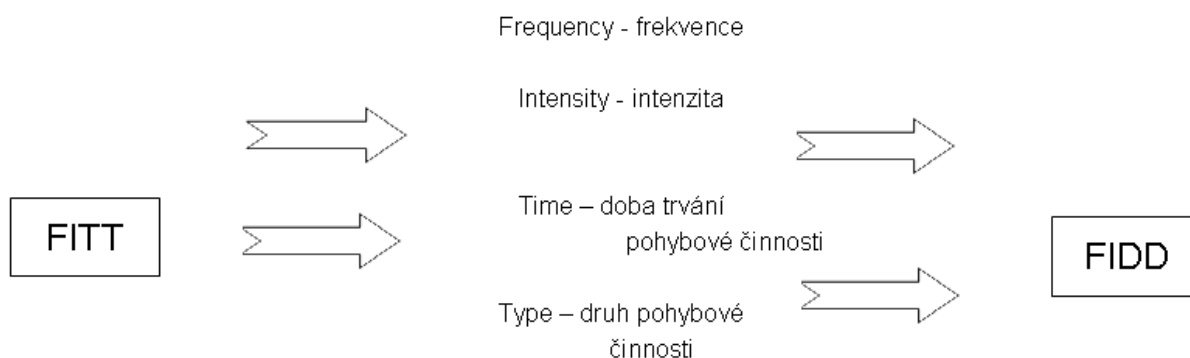 Frequency - frekvence
Intensity - intenzita
FITT
Time – doba trvání
pohybové činnosti
Type – druh pohybové
činnosti
FIDD